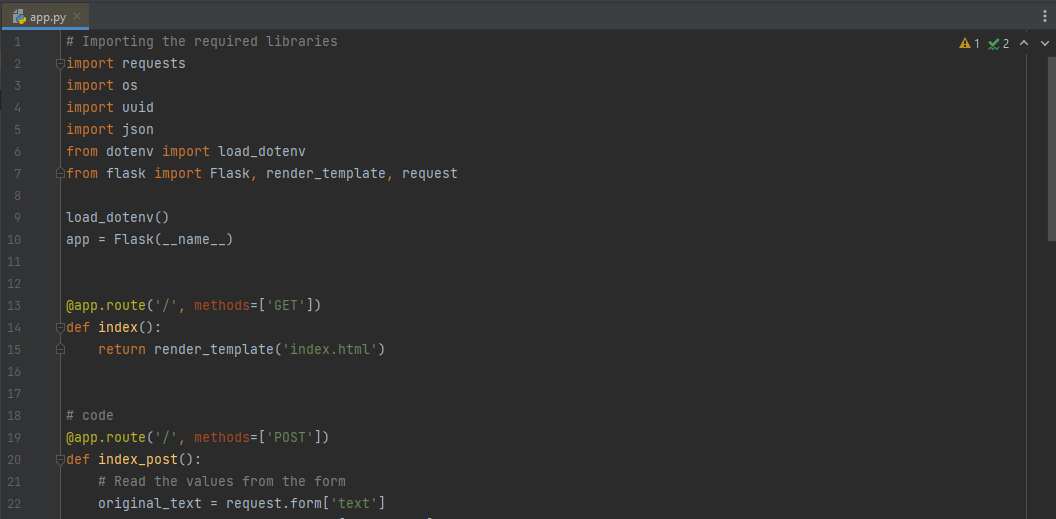 app.py
1 # Importing the required libraries
2 import requests
3 import os
4 import uuid
5 import json
6 from dotenv import load_dotenv
7 from flask import Flask, render_template, request
8
9 load_dotenv()
10 app = Flask(__name__)
11
12
13 @app.route('/', methods=['GET'])
14 def index():
15     return render_template('index.html')
16
17
18 # code
19 @app.route('/', methods=['POST'])
20 def index_post():
21     # Read the values from the form
22     original_text = request.form['text']
1 2